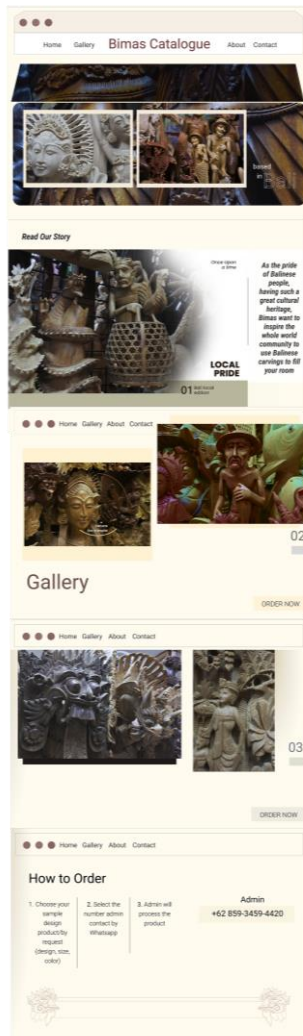 Home Gallery Bimas Catalogue About Contact
based
in Bali
Read Our Story
Once Upon
a time
LOCAL
PRIDE
01
As the pride
of Balinese
people,
having such a
great cultural
heritage,
Bimas want to
inspire the
whole world
community to
use Balinese
carvings to fill
your room
Home Gallery About Contact
02
Gallery
ORDER NOW
Home Gallery About Contact
03
ORDER NOW
Home Gallery About Contact
How to Order
1. Choose your
sample
design
product/by
request
(design, size,
color)
2. Select the
number admin
contact by
Whatsapp
3. Admin will
process the
product
Admin
+62 859-3459-4420